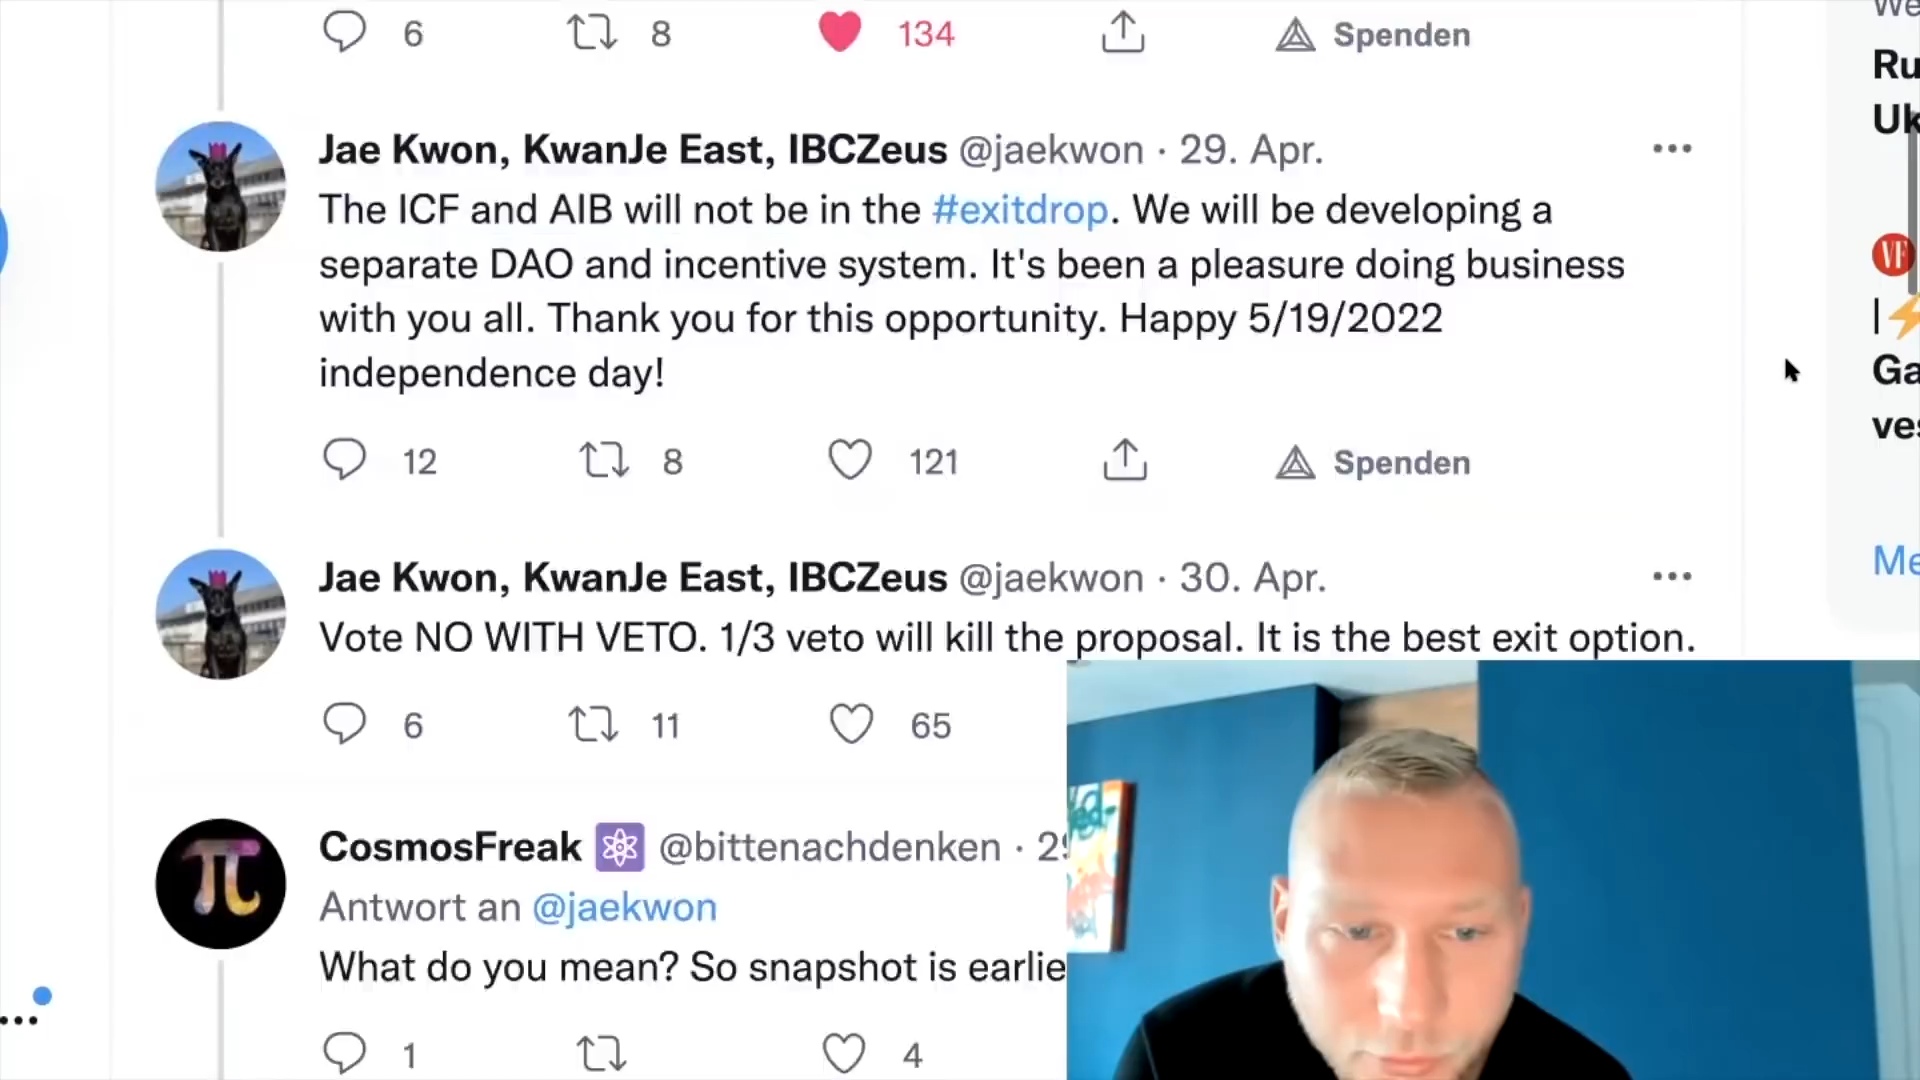 6 8 134 Spenden
Jae Kwon, KwanJe East, IBCZeus @jaekwon · 29. Apr.
The ICF and AIB will not be in the #exitdrop. We will be developing a
separate DAO and incentive system. It's been a pleasure doing business
with you all. Thank you for this opportunity. Happy 5/19/2022
independence day!
12 8 121 Spenden
Jae Kwon, KwanJe East, IBCZeus @jaekwon · 30. Apr.
Vote NO WITH VETO. 1/3 veto will kill the proposal. It is the best exit option.
6 11 65
CosmosFreak @bittenachdenken ·
Antwort an @jaekwon
What do you mean? So snapshot is earlie
1 4
We
Ru
Uk
VF
Ga
ves
Me